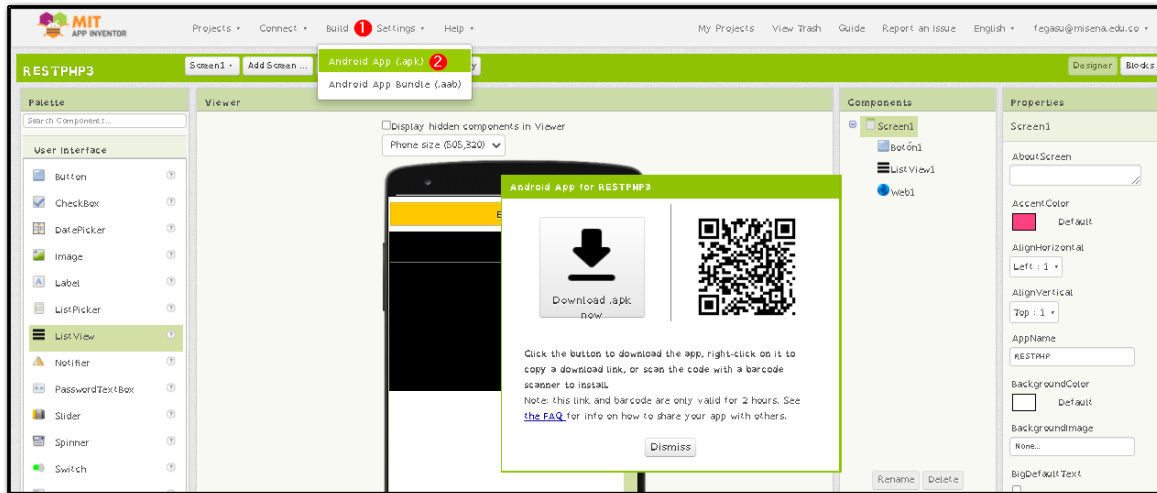 MIT
APP INVENTOR
Projects
Connect
Build
1
Settings
Help
My Projects
View Trash
Guide
Report an Issue
English
fegasu@misena.edu.co
RESTPHP3
Screen1
Add Screen ...
Android App (.apk) 2
Android App Bundle (.aab)
Designer
Blocks
Palette
Search Components...
User Interface
Button
CheckBox
DatePicker
Image
Label
ListPicker
ListView
Notifier
PasswordTextBox
Slider
Spinner
Switch
Viewer
Display hidden components in Viewer
Phone size (505,320)
Android App for RESTPHP3
Download .apk
now
Click the button to download the app, right-click on it to
copy a download link, or scan the code with a barcode
scanner to install.
Note: this link and barcode are only valid for 2 hours. See
the FAQ for info on how to share your app with others.
Dismiss
Components
Screen1
Botón1
ListView1
Web1
Rename
Delete
Properties
Screen1
AboutScreen
AccentColor
Default
AlignHorizontal
Left : 1
AlignVertical
Top : 1
AppName
RESTPHP
BackgroundColor
Default
BackgroundImage
None...
BigDefaultText